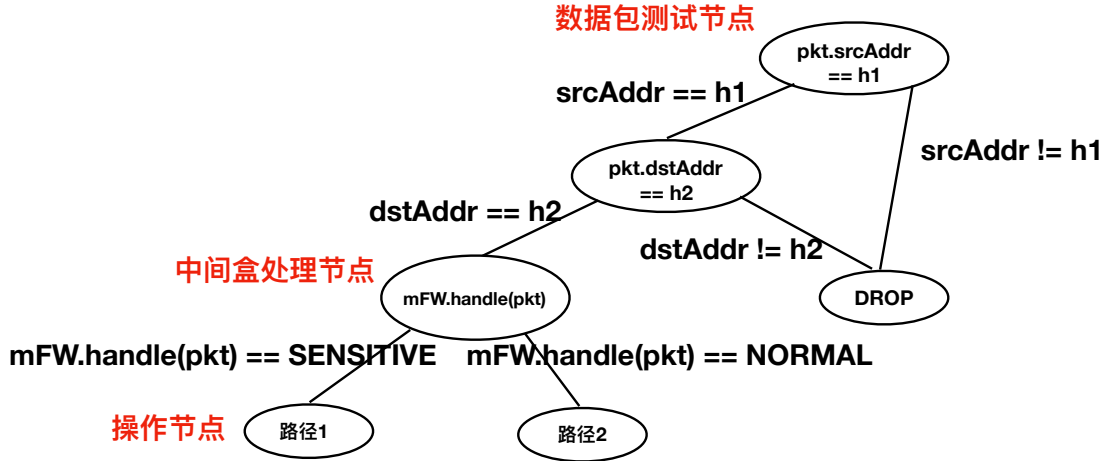 数据包测试节点
pkt.srcAddr
== h1
srcAddr == h1
srcAddr != h1
pkt.dstAddr
== h2
dstAddr == h2
dstAddr != h2
中间盒处理节点
mFW.handle(pkt)
DROP
mFW.handle(pkt) == SENSITIVE
mFW.handle(pkt) == NORMAL
操作节点
路径1
路径2